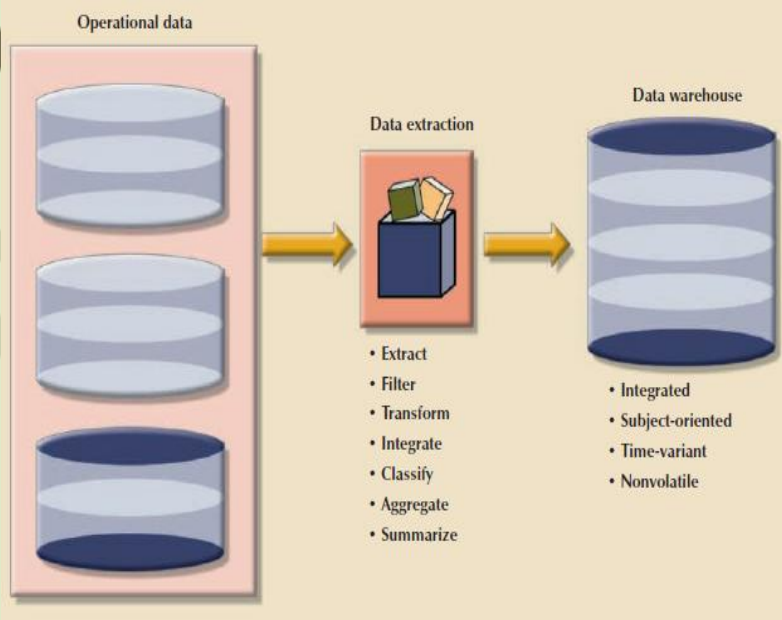 Operational data
Data extraction
• Extract
• Filter
• Transform
• Integrate
• Classify
• Aggregate
• Summarize
Data warehouse
• Integrated
• Subject-oriented
• Time-variant
• Nonvolatile